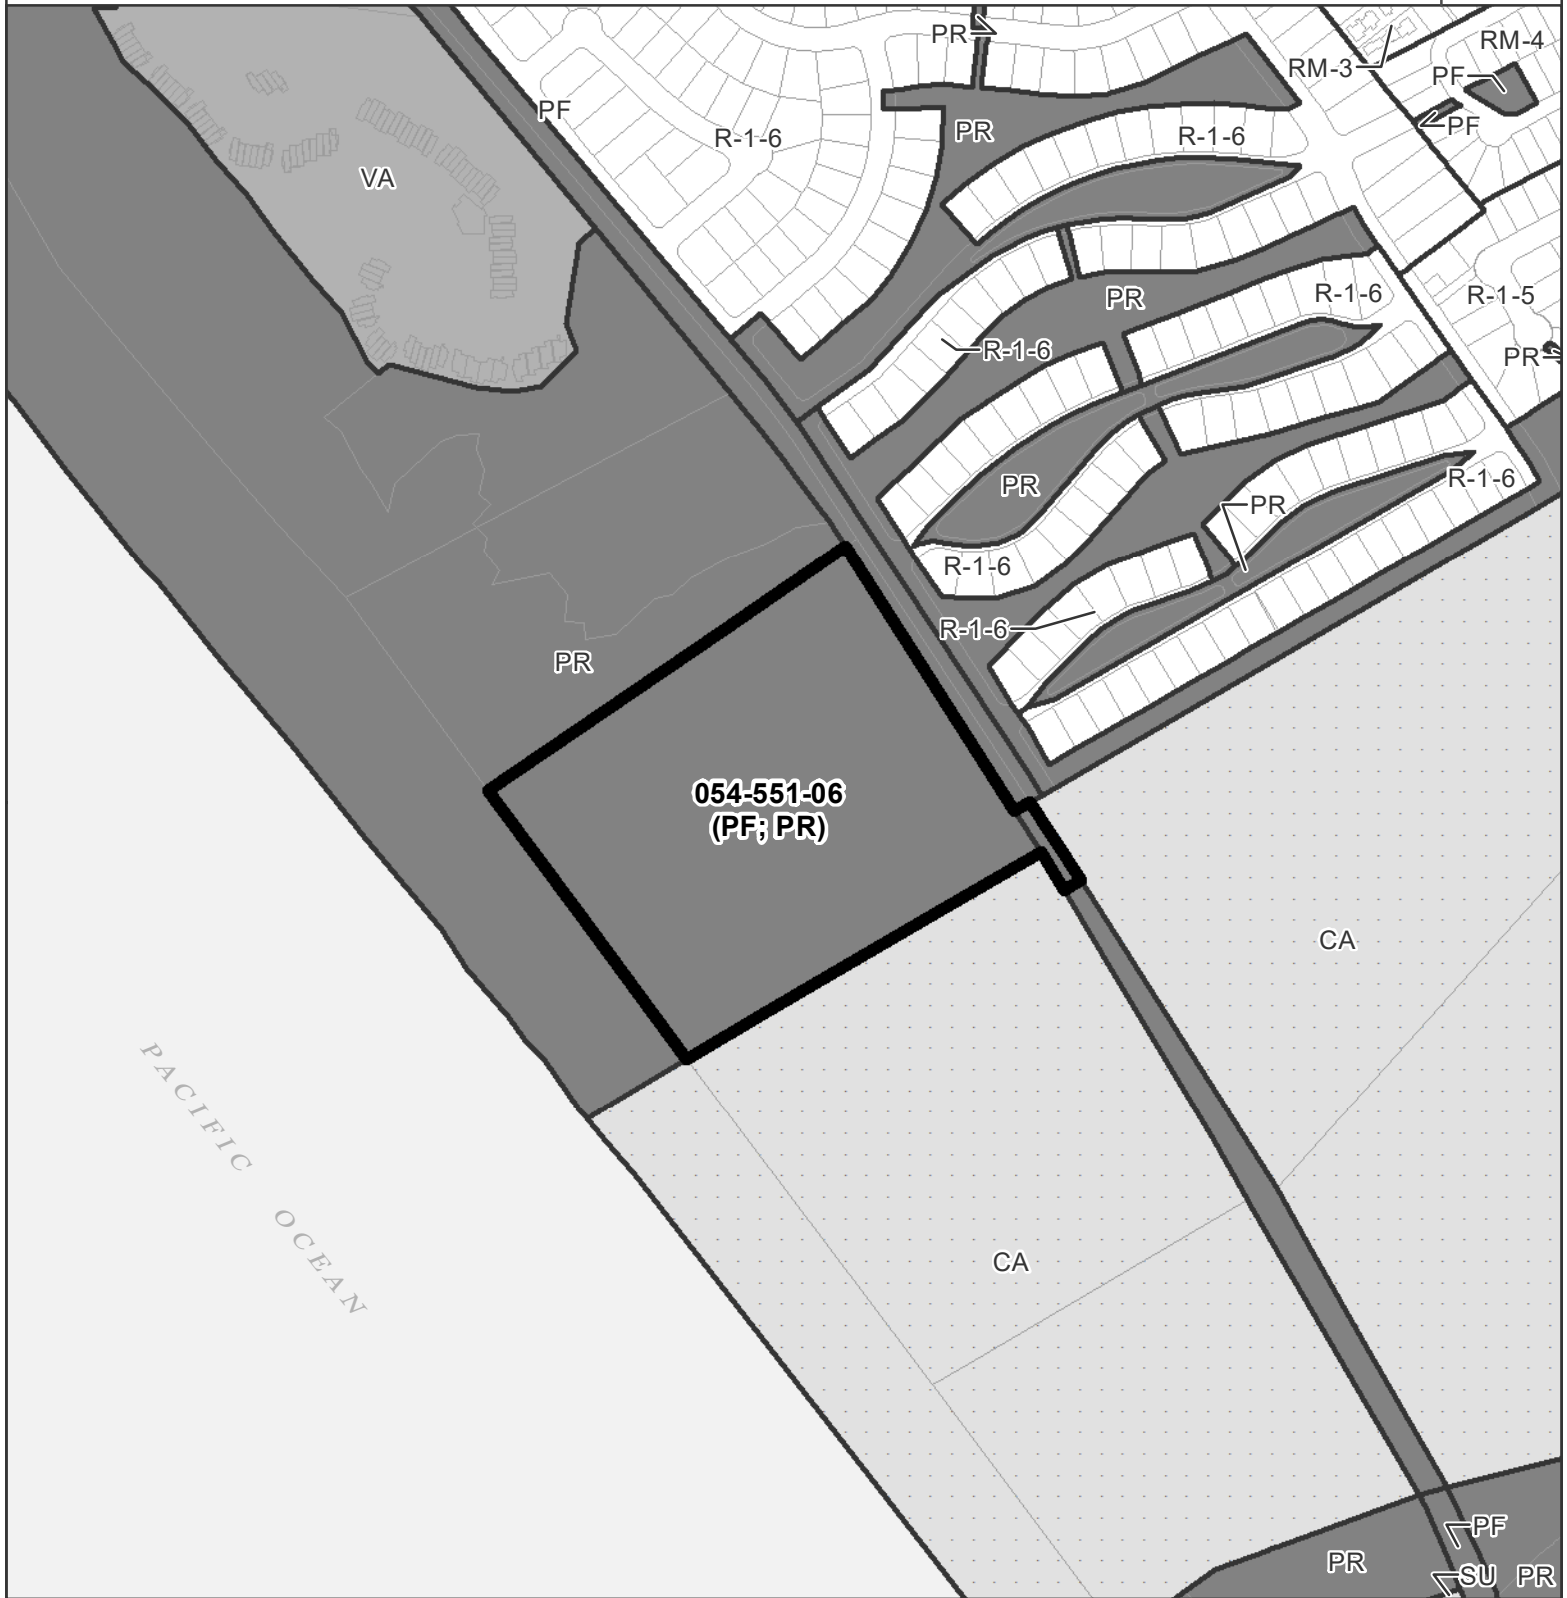 PR
RM-4
RM-3
PF
PF
PF
R-1-6
PR
R-1-6
VA
PR
R-1-6
R-1-5
R-1-6
PR
PR
R-1-6
PR
R-1-6
R-1-6
PR
054-551-06
(PF; PR)
CA
PACIFIC OCEAN
CA
PF
PR
SU
PR